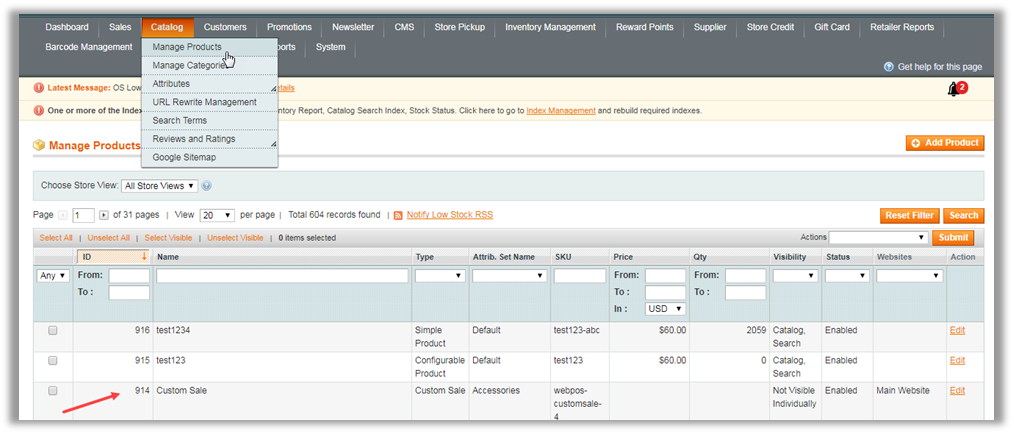 Dashboard Sales Catalog Customers Promotions Newsletter CMS Store Pickup Inventory Management Reward Points Supplier Store Credit Gift Card Retailer Reports
Barcode Management System
Manage Products
Manage Categorie
Attributes
URL Rewrite Management
Search Terms
Reviews and Ratings
Google Sitemap
Get help for this page
Latest Message: OS Low
2
One or more of the Index Report, Catalog Search Index, Stock Status. Click here to go to Index Management and rebuild required indexes.
Manage Products
Add Product
Choose Store View: All Store Views
Page 1 of 31 pages | View 20 per page | Total 604 records found | Notify Low Stock RSS
Reset Filter Search
Select All | Unselect All | Select Visible | Unselect Visible | 0 items selected
Actions Submit
ID Name Type Attrib. Set Name SKU Price Qty Visibility Status Websites Action
Any From: From: From:
To : To : To :
In : USD
916 test1234 Simple Product Default test123-abc $60.00 2059 Catalog, Search Enabled Edit
915 test123 Configurable Product Default test123 $60.00 0 Catalog, Search Enabled Edit
914 Custom Sale Custom Sale Accessories webpos-customsale-4 Not Visible Individually Enabled Main Website Edit